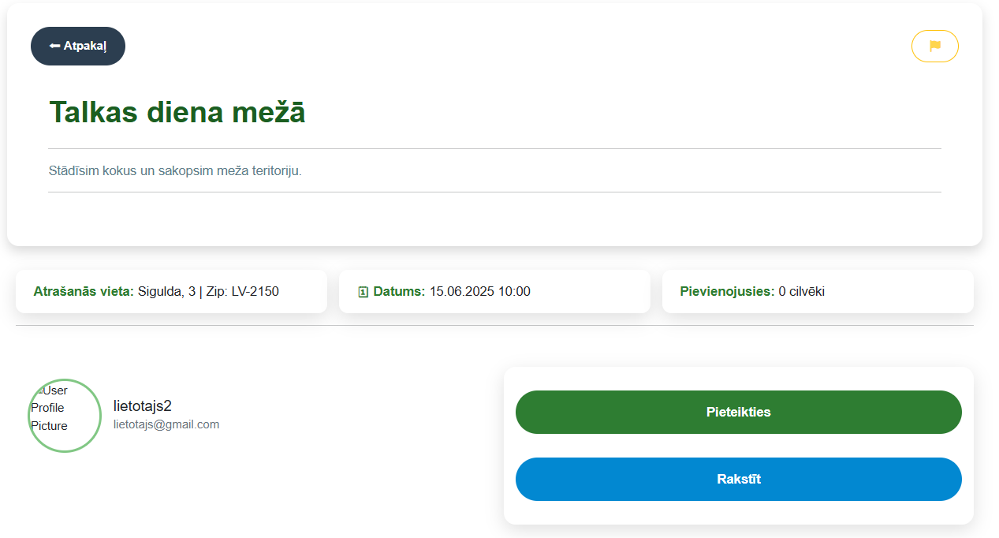 ⬅ Atpakaļ
Talkas diena mežā
Stādīsim kokus un sakopsim meža teritoriju.
Atrašanās vieta: Sigulda, 3 | Zip: LV-2150
Datums: 15.06.2025 10:00
Pievienojusies: 0 cilvēki
User
Profile
Picture
lietotajs2
lietotajs@gmail.com
Pieteikties
Rakstīt